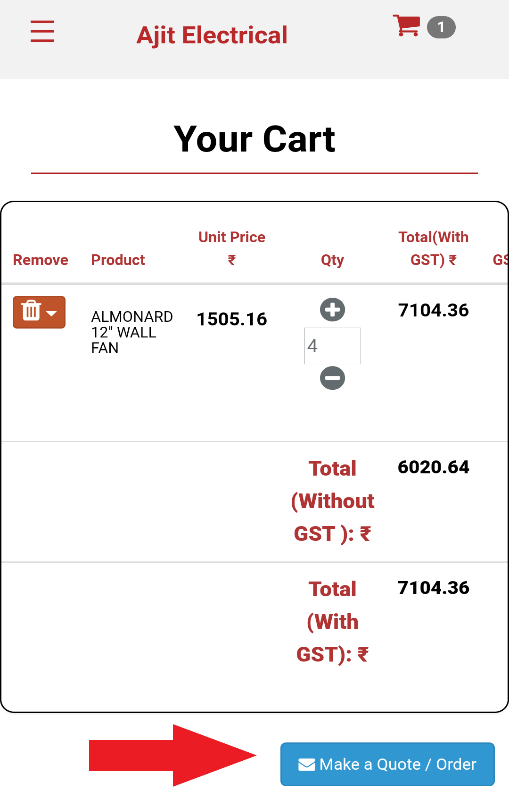 Ajit Electrical
1
Your Cart
Unit Price
Total(With
Remove Product ₹ Qty GST) ₹ GS
ALMONARD
12" WALL
FAN
1505.16
4
7104.36
Total
(Without
GST ): ₹
6020.64
Total
(With
GST): ₹
7104.36
Make a Quote / Order